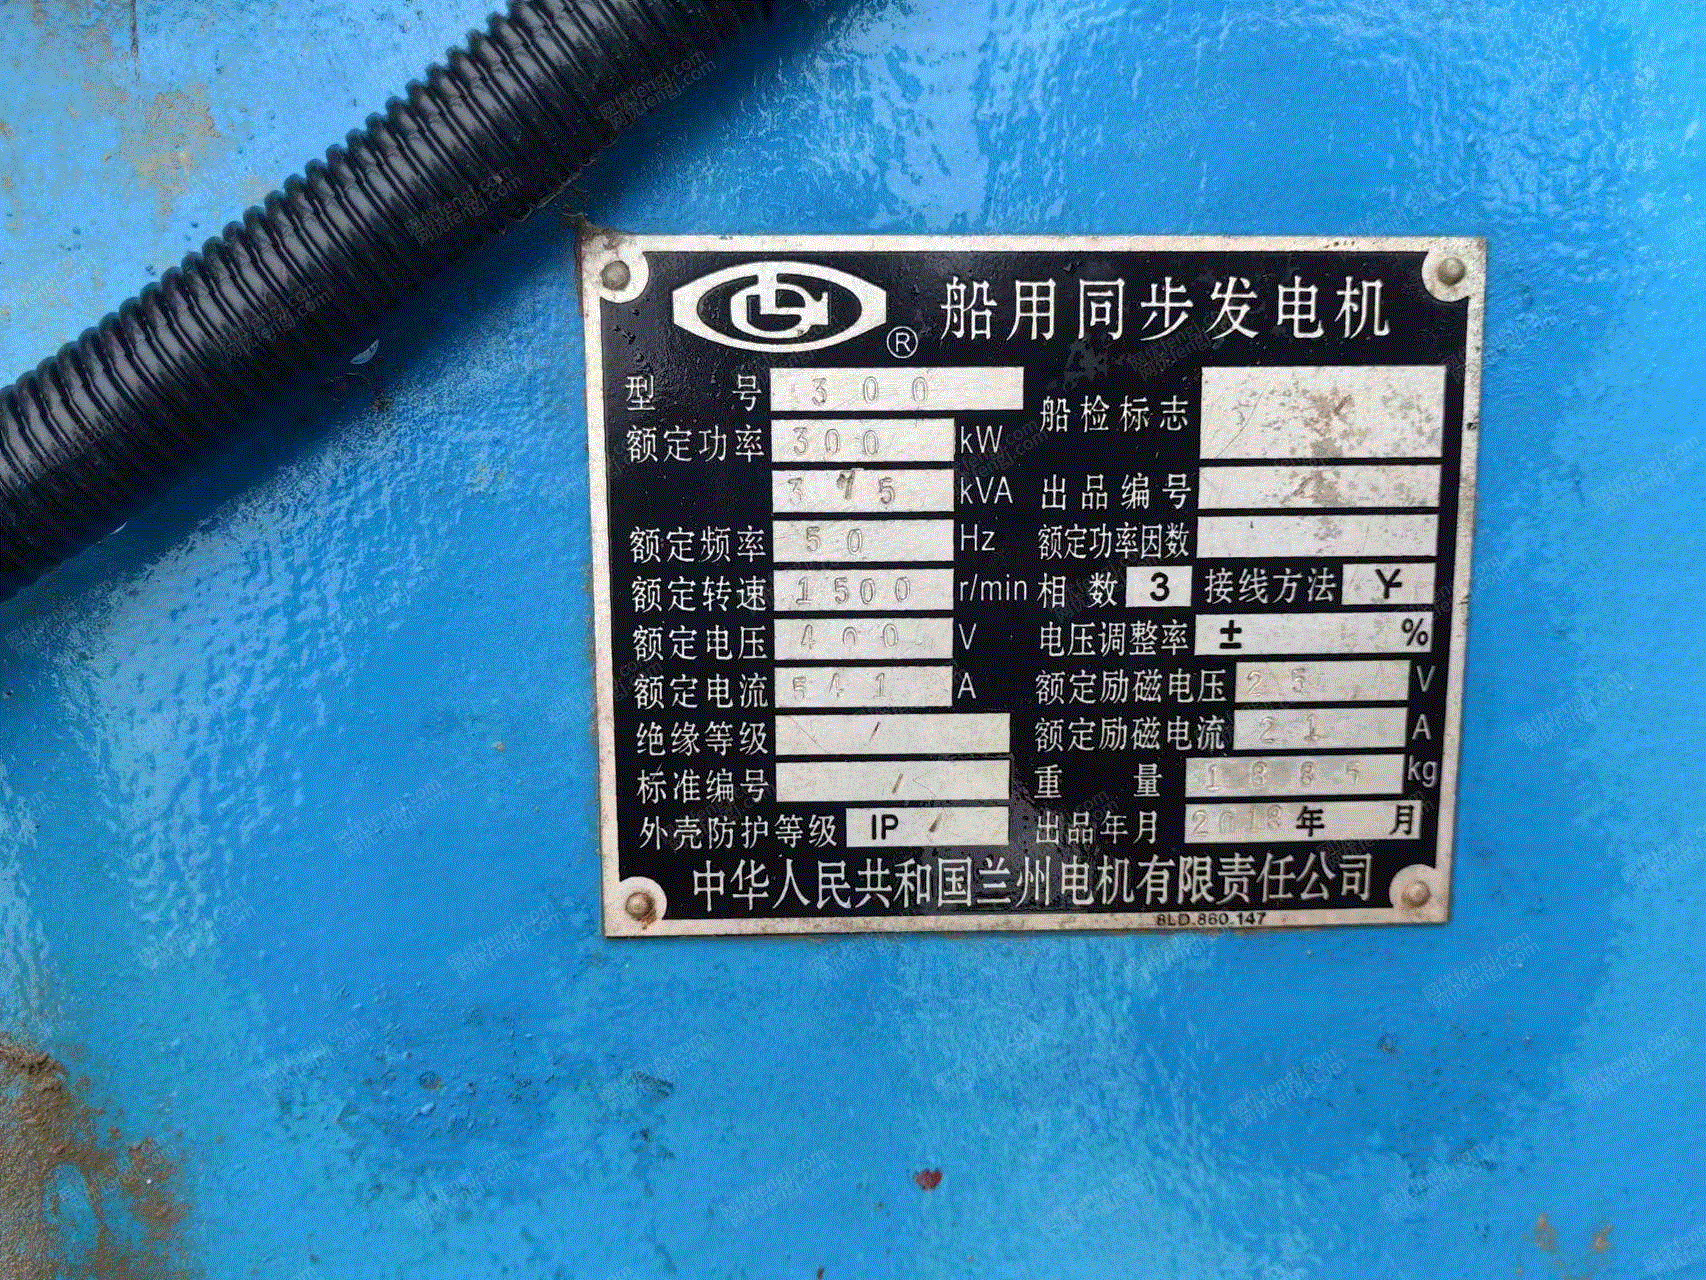 ® 船用同步发电机
型号 300
额定功率 300 kW
375 kVA
额定频率 50 Hz
额定转速 1500 r/min
额定电压 400 V
额定电流 541 A
绝缘等级 /
标准编号 /
外壳防护等级 IP /
船检标志
出品编号
额定功率因数
相数 3 接线方法 Y
电压调整率 ± %
额定励磁电压 25 V
额定励磁电流 21 A
重量 1885 kg
出品年月 2018 年 月
中华人民共和国兰州电机有限责任公司
8LD.860.147